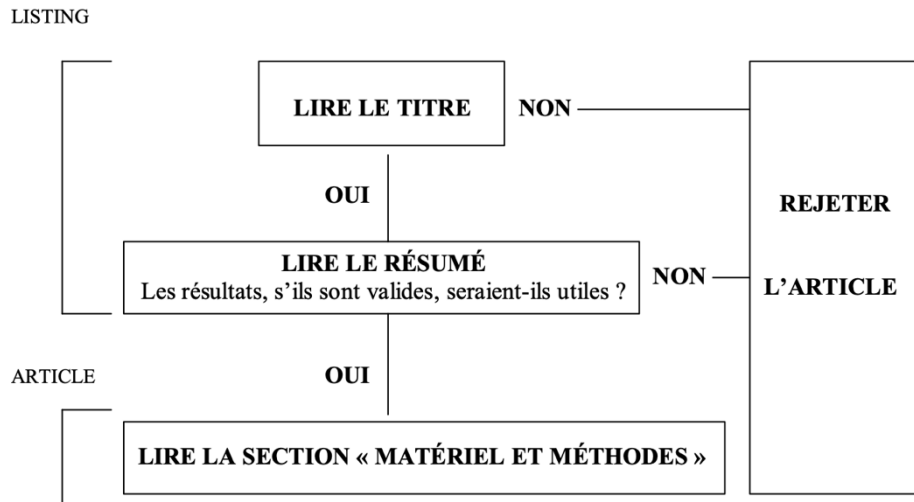 LISTING
LIRE LE TITRE
NON
OUI
REJETER
L’ARTICLE
LIRE LE RÉSUMÉ
Les résultats, s’ils sont valides, seraient-ils utiles ?
NON
OUI
ARTICLE
LIRE LA SECTION « MATÉRIEL ET MÉTHODES »